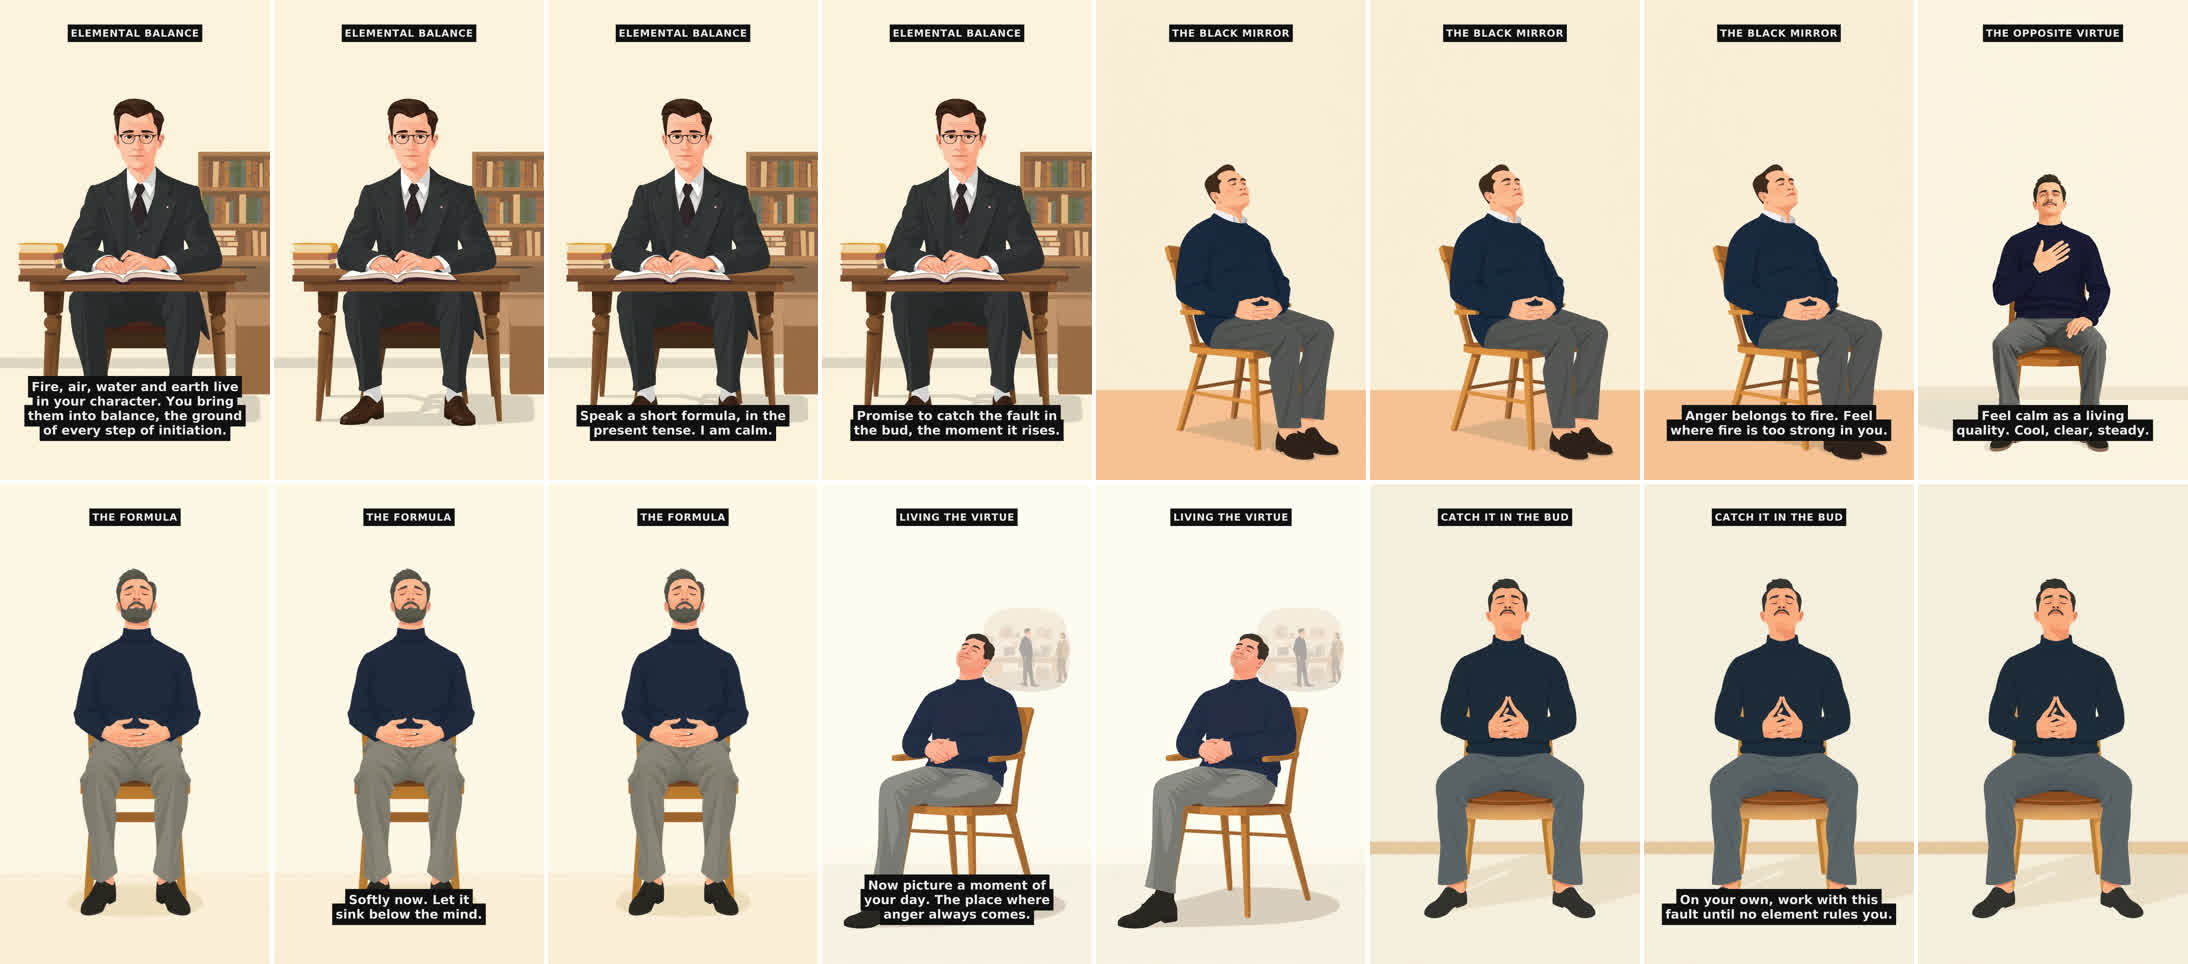 ELEMENTAL BALANCE
Fire, air, water and earth live
in your character. You bring
them into balance, the ground
of every step of initiation.
ELEMENTAL BALANCE
ELEMENTAL BALANCE
Speak a short formula, in the
present tense. I am calm.
ELEMENTAL BALANCE
Promise to catch the fault in
the bud, the moment it rises.
THE BLACK MIRROR
THE BLACK MIRROR
THE BLACK MIRROR
Anger belongs to fire. Feel
where fire is too strong in you.
THE OPPOSITE VIRTUE
Feel calm as a living
quality. Cool, clear, steady.
THE FORMULA
THE FORMULA
Softly now. Let it
sink below the mind.
THE FORMULA
LIVING THE VIRTUE
Now picture a moment of
your day. The place where
anger always comes.
LIVING THE VIRTUE
CATCH IT IN THE BUD
CATCH IT IN THE BUD
On your own, work with this
fault until no element rules you.